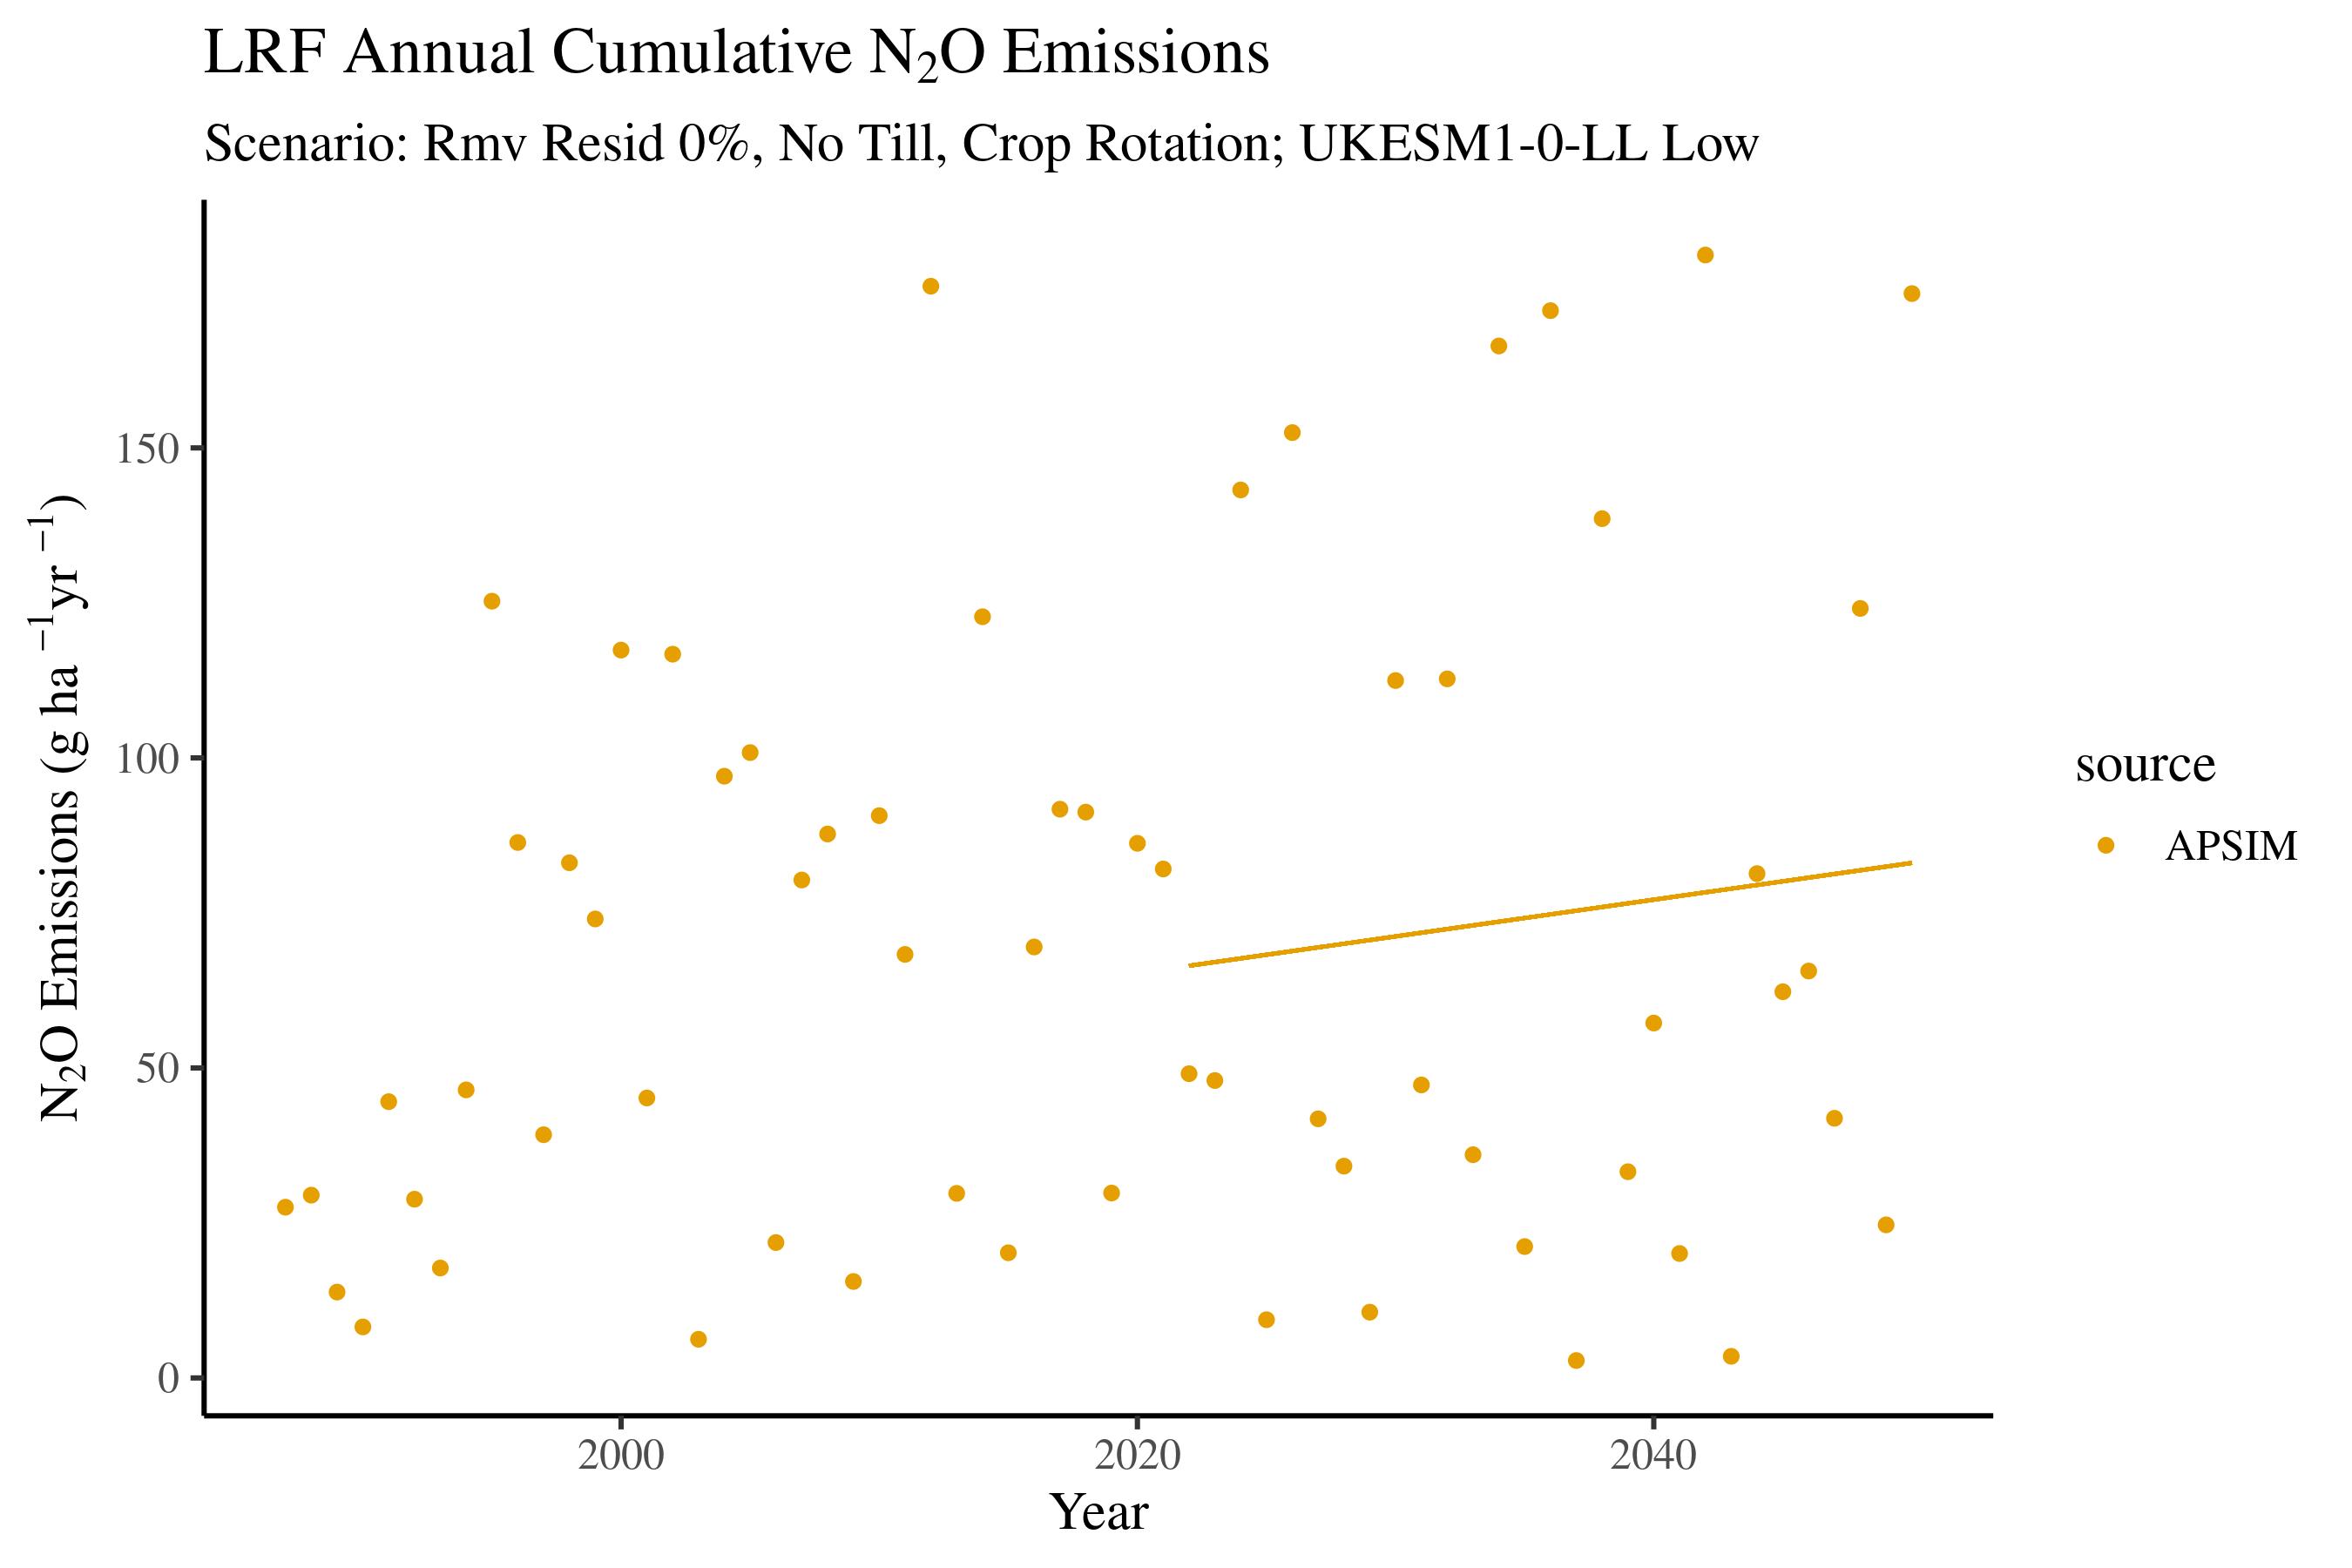 LRF Annual Cumulative N₂O Emissions
Scenario: Rmv Resid 0%, No Till, Crop Rotation; UKESM1-0-LL Low
N₂O Emissions (g ha⁻¹yr⁻¹)
150
100
50
0
2000
2020
2040
Year
source
APSIM